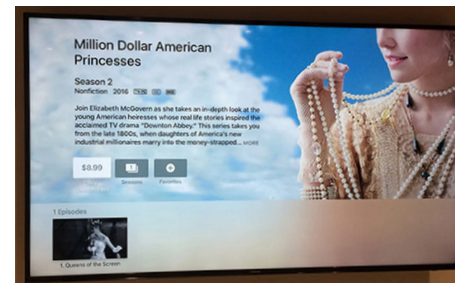 Million Dollar American
Princesses
Season 2
Nonfiction 2016
Join Elizabeth McGovern as she takes an in-depth look at the
young American heiresses whose real life stories inspired the
acclaimed TV drama "Downton Abbey." This series takes you
from the late 1800s, when daughters of America's new
industrial millionaires marry into the money-strapped... MORE
$8.99
Seasons
Favorites
1 Episodes
1. Queens of the Screen